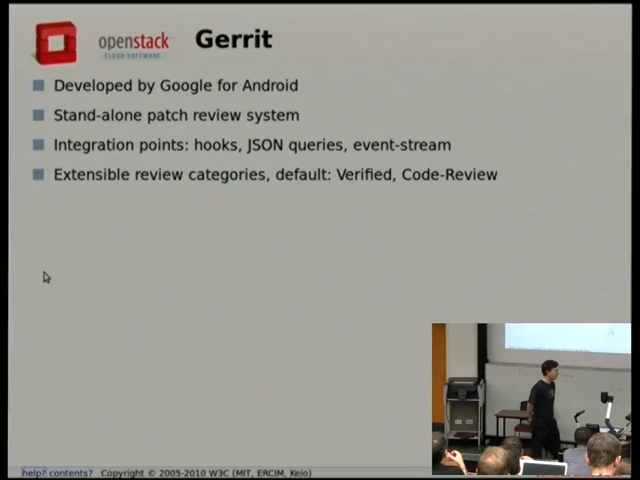 openstack
CLOUD SOFTWARE
Gerrit
Developed by Google for Android
Stand-alone patch review system
Integration points: hooks, JSON queries, event-stream
Extensible review categories, default: Verified, Code-Review
help? contents? Copyright © 2005-2010 W3C (MIT, ERCIM, Keio)